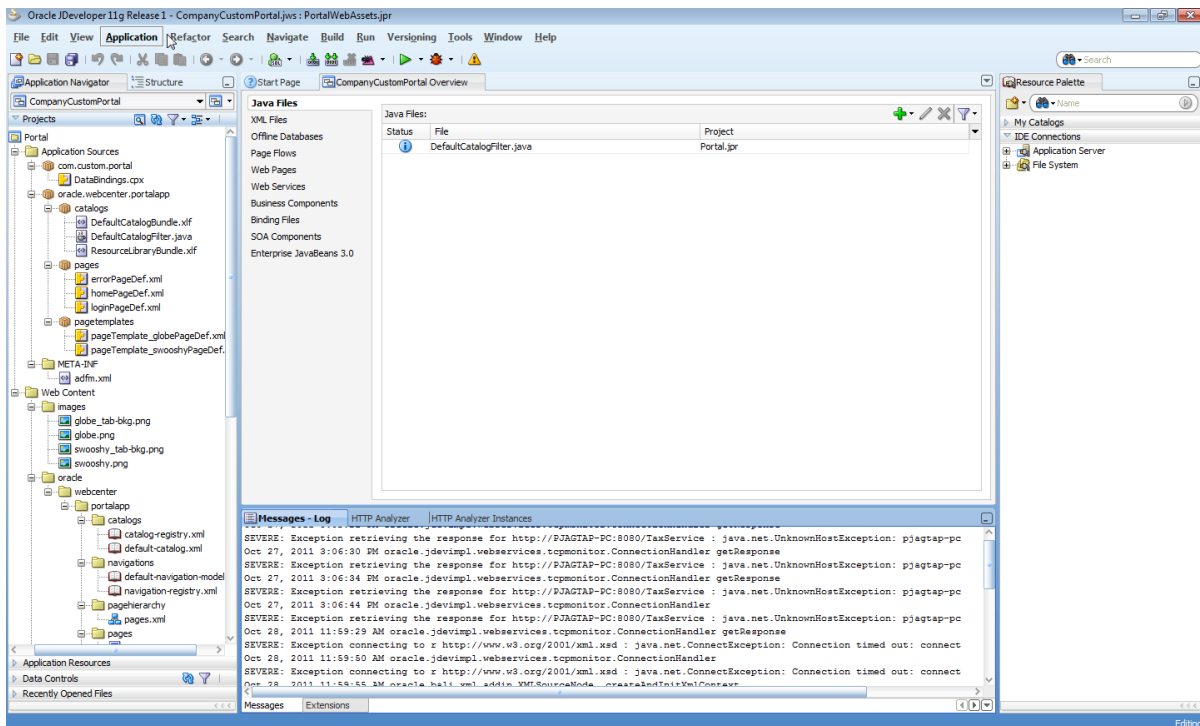 Oracle JDeveloper 11g Release 1 - CompanyCustomPortal.jws : PortalWebAssets.jpr
File Edit View Application Refactor Search Navigate Build Run Versioning Tools Window Help
Search
Application Navigator
Structure
CompanyCustomPortal
Projects
Portal
Application Sources
com.custom.portal
DataBindings.cpx
oracle.webcenter.portalapp
catalogs
DefaultCatalogBundle.xlf
DefaultCatalogFilter.java
ResourceLibraryBundle.xlf
pages
errorPageDef.xml
homePageDef.xml
loginPageDef.xml
pagetemplates
pageTemplate_globePageDef.xml
pageTemplate_swooshyPageDef.
META-INF
adfm.xml
Web Content
images
globe_tab-bkg.png
globe.png
swooshy_tab-bkg.png
swooshy.png
oracle
webcenter
portalapp
catalogs
catalog-registry.xml
default-catalog.xml
navigations
default-navigation-model
navigation-registry.xml
pagehierarchy
pages.xml
pages
Application Resources
Data Controls
Recently Opened Files
Start Page
CompanyCustomPortal Overview
Java Files
XML Files
Offline Databases
Page Flows
Web Pages
Web Services
Business Components
Binding Files
SOA Components
Enterprise JavaBeans 3.0
Java Files:
Status File Project
DefaultCatalogFilter.java Portal.jpr
Messages - Log
HTTP Analyzer
HTTP Analyzer Instances
SEVERE: Exception retrieving the response for http://PJAGTAP-PC:8080/TaxService : java.net.UnknownHostException: pjagtap-pc
Oct 27, 2011 3:06:30 PM oracle.jdevimpl.webservices.tcpmonitor.ConnectionHandler getResponse
SEVERE: Exception retrieving the response for http://PJAGTAP-PC:8080/TaxService : java.net.UnknownHostException: pjagtap-pc
Oct 27, 2011 3:06:34 PM oracle.jdevimpl.webservices.tcpmonitor.ConnectionHandler getResponse
SEVERE: Exception retrieving the response for http://PJAGTAP-PC:8080/TaxService : java.net.UnknownHostException: pjagtap-pc
Oct 27, 2011 3:06:44 PM oracle.jdevimpl.webservices.tcpmonitor.ConnectionHandler
SEVERE: Exception retrieving the response for http://PJAGTAP-PC:8080/TaxService : java.net.UnknownHostException: pjagtap-pc
Oct 28, 2011 11:59:29 AM oracle.jdevimpl.webservices.tcpmonitor.ConnectionHandler getResponse
SEVERE: Exception connecting to r http://www.w3.org/2001/xml.xsd : java.net.ConnectException: Connection timed out: connect
Oct 28, 2011 11:59:50 AM oracle.jdevimpl.webservices.tcpmonitor.ConnectionHandler
SEVERE: Exception connecting to r http://www.w3.org/2001/xml.xsd : java.net.ConnectException: Connection timed out: connect
Oct 28, 2011 11:59:55 AM oracle.bali.xml.addin.XMLSourceNode createAndInitXmlContext
Messages
Extensions
Resource Palette
Name
My Catalogs
IDE Connections
Application Server
File System
Editing